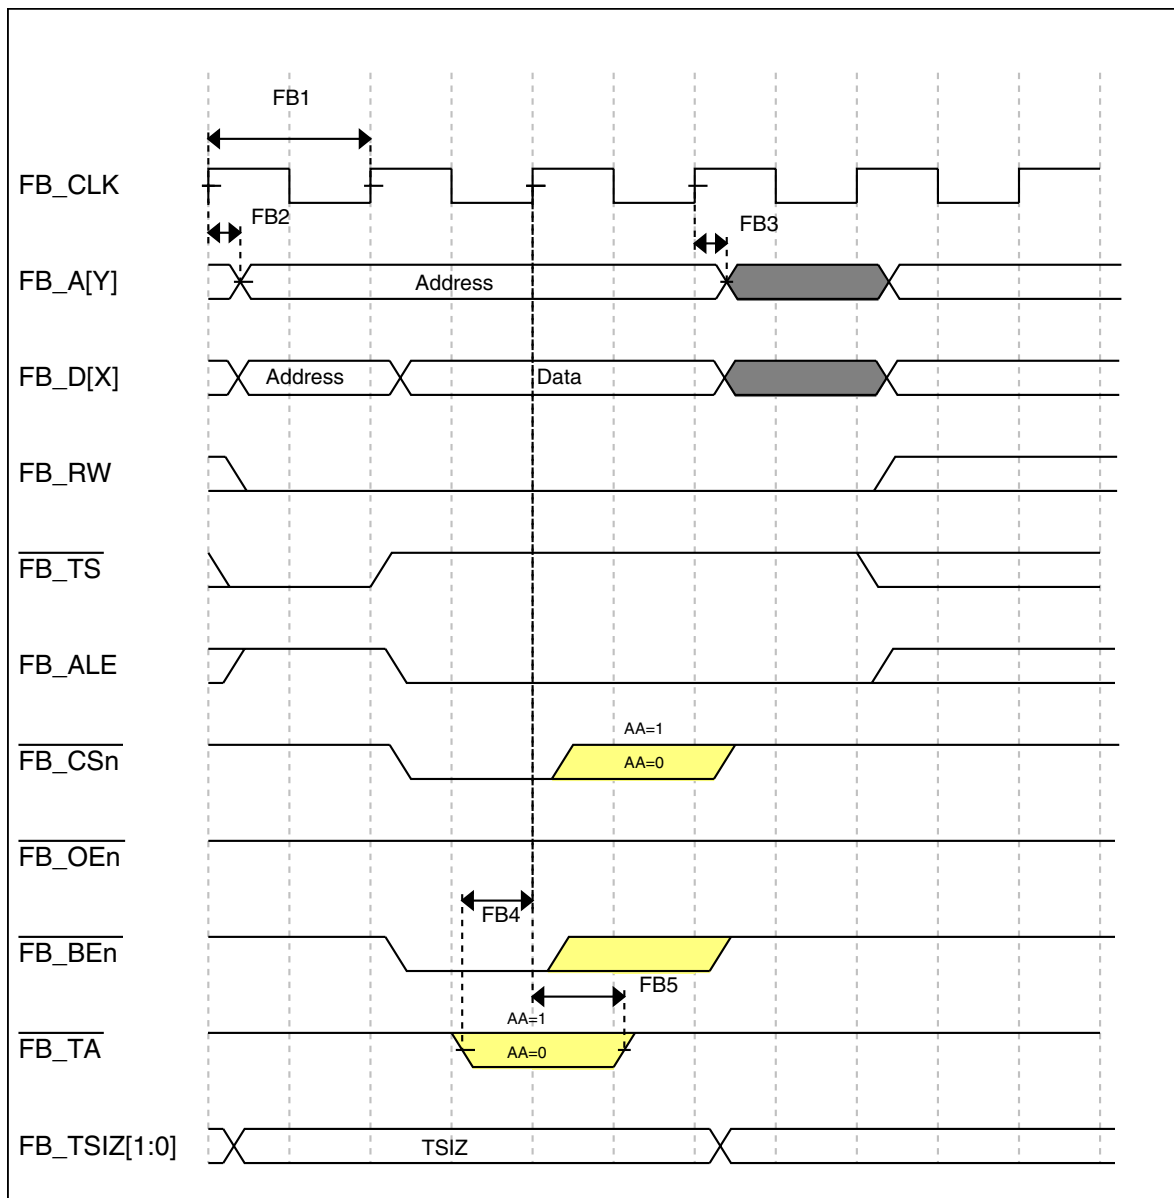 FB1
FB_CLK
FB2
FB3
FB_A[Y]
Address
FB_D[X]
Address
Data
FB_RW
FB_TS
FB_ALE
AA=1
FB_CSn
AA=0
FB_OEn
FB4
FB_BEn
FB5
AA=1
FB_TA
AA=0
FB_TSIZ[1:0]
TSIZ